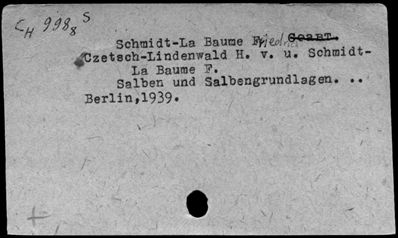 CH 998 8 S
Schmidt-La Baume F
Czetsch-Lindenwald H. v. u. Schmidt-
La Baume F.
Salben und Salbengrundlagen. ..
Berlin,1939.